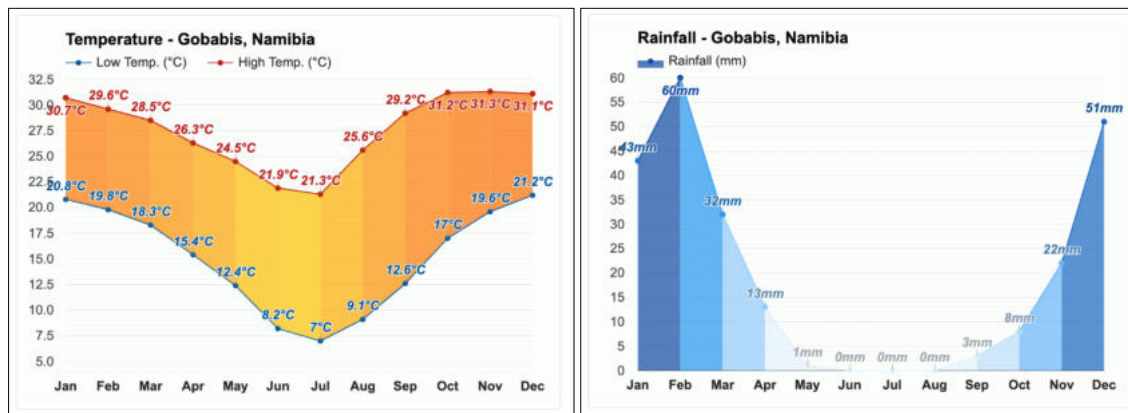 Temperature - Gobabis, Namibia
Low Temp. (°C) High Temp. (°C)
32.5
30.0
27.5
25.0
22.5
20.0
17.5
15.0
12.5
10.0
7.5
5.0
30.7°C 29.6°C 28.5°C 26.3°C 24.5°C 21.9°C 21.3°C 25.6°C 29.2°C 31.2°C 31.3°C 31.1°C
20.8°C 19.8°C 18.3°C 15.4°C 12.4°C 8.2°C 7°C 9.1°C 12.6°C 17°C 19.6°C 21.2°C
Jan Feb Mar Apr May Jun Jul Aug Sep Oct Nov Dec
Rainfall - Gobabis, Namibia
Rainfall (mm)
60
55
50
45
40
35
30
25
20
15
10
5
0
43mm 60mm 32mm 13mm 1mm 0mm 0mm 0mm 3mm 8mm 22mm 51mm
Jan Feb Mar Apr May Jun Jul Aug Sep Oct Nov Dec